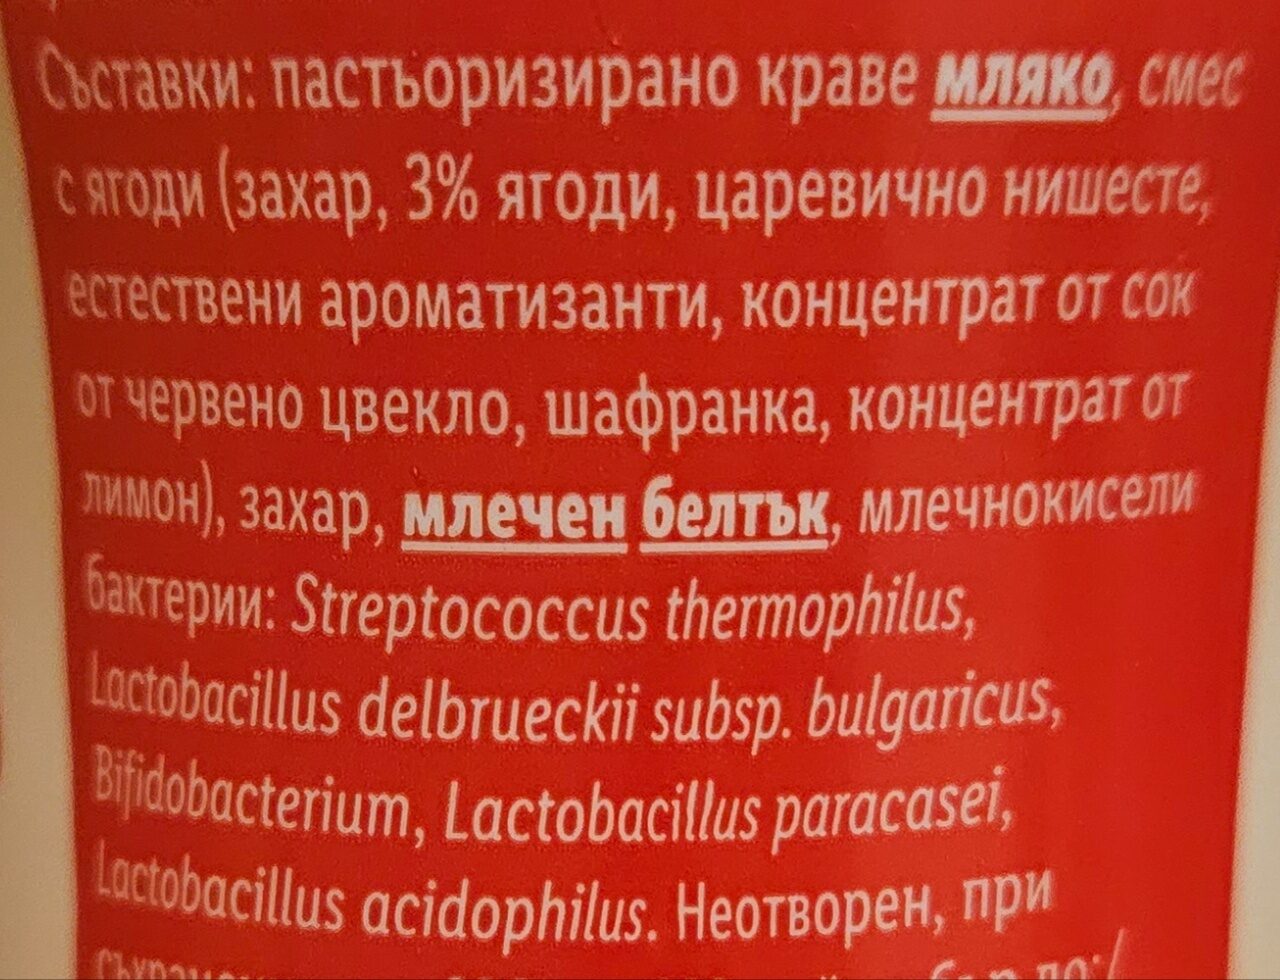 Съставки: пастьоризирано краве мляко, смес
с ягоди (захар, 3% ягоди, царевично нишесте,
естествени ароматизанти, концентрат от сок
от червено цвекло, шафранка, концентрат от
лимон), захар, млечен белтък, млечнокисели
бактерии: Streptococcus thermophilus,
Lactobacillus delbrueckii subsp. bulgaricus,
Bifidobacterium, Lactobacillus paracasei,
Lactobacillus acidophilus. Неотворен, при